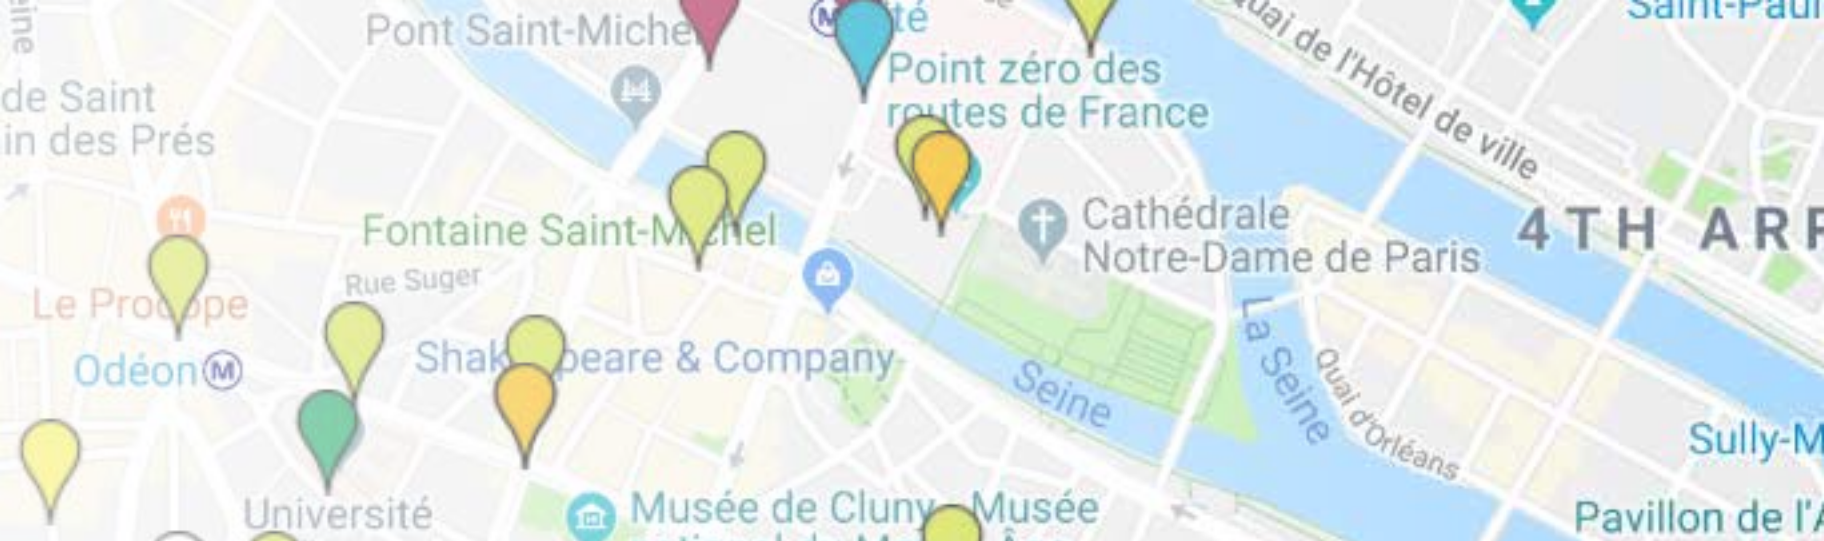 Pont Saint-Michel
M
té
Saint-Paul
Quai de l'Hôtel de ville
Point zéro des
routes de France
de Saint
in des Prés
Fontaine Saint-Michel
Cathédrale
Notre-Dame de Paris
4TH ARR
Rue Suger
Le Procope
Odéon M
Shakespeare & Company
Seine
La Seine
Quai d'Orléans
Sully-M
Université
Musée de Cluny - Musée
Pavillon de l'A